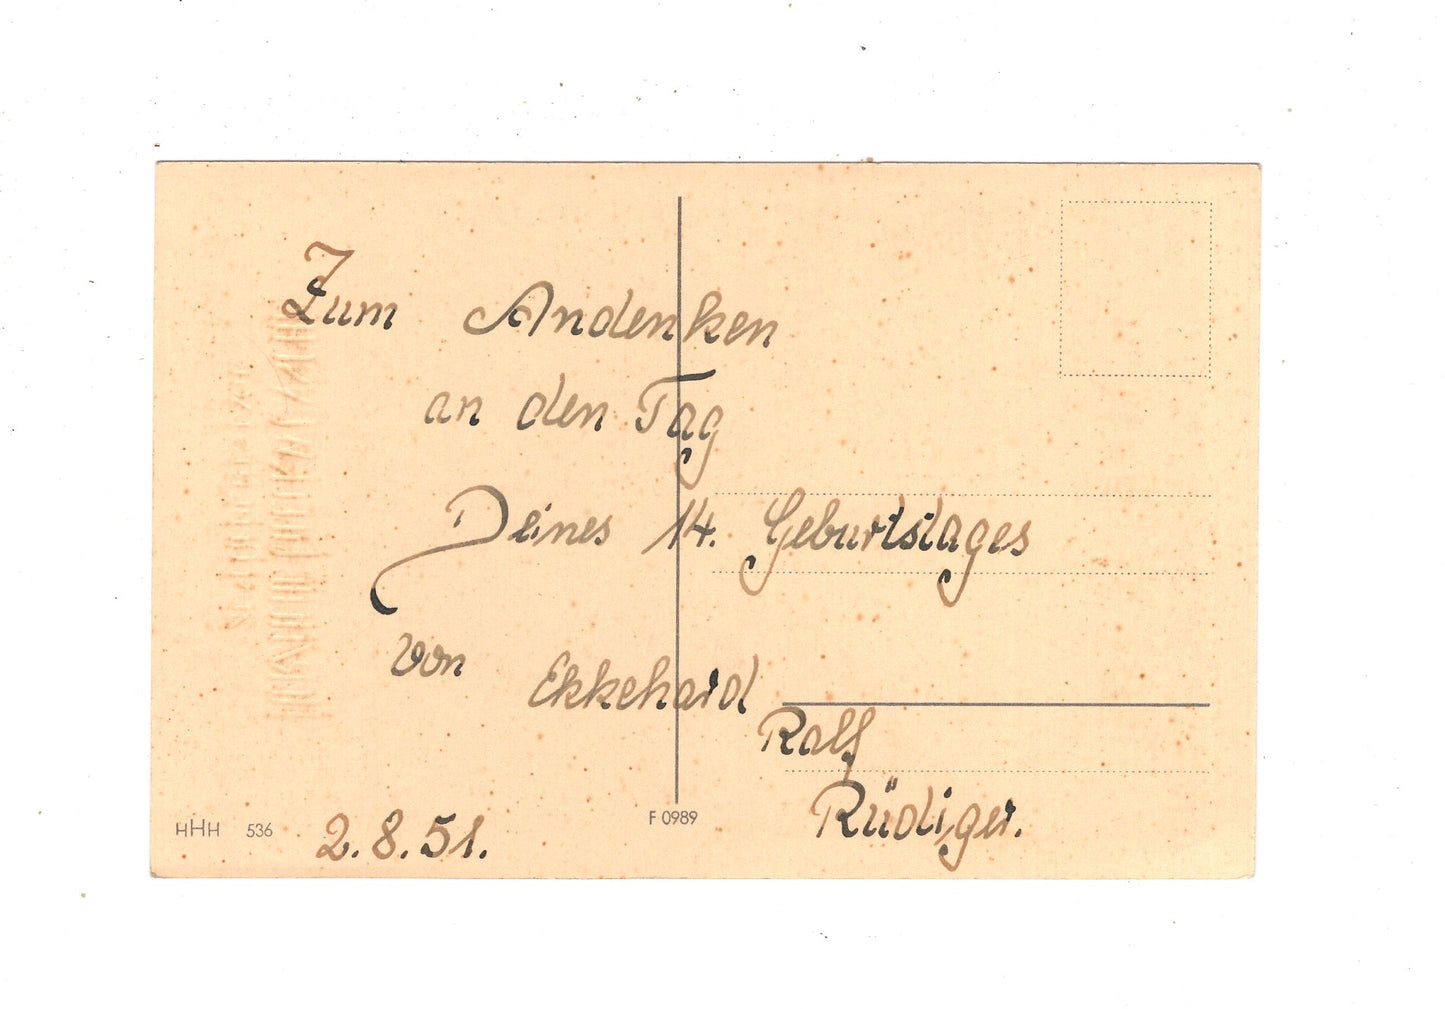 Zum Andenken
an den Tag
Deines 14. Geburtstages
von Ekkehard
Ralf
Rüdiger.
2.8.51.
HHH 536
F 0989